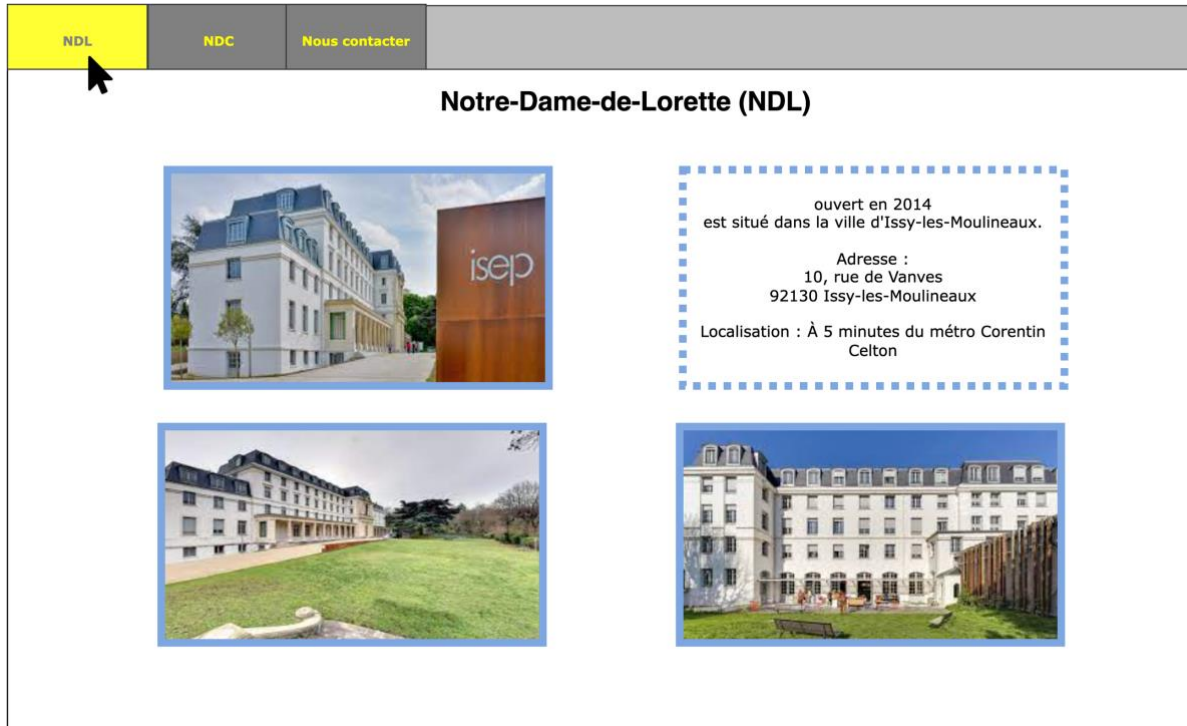 NDL
NDC
Nous contacter
Notre-Dame-de-Lorette (NDL)
isep
ouvert en 2014
est situé dans la ville d'Issy-les-Moulineaux.
Adresse :
10, rue de Vanves
92130 Issy-les-Moulineaux
Localisation : À 5 minutes du métro Corentin
Celton